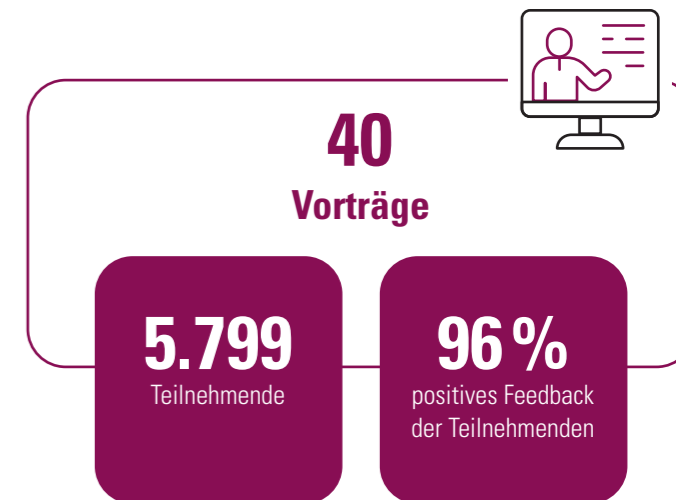 40
Vorträge
5.799
Teilnehmende
96 %
positives Feedback
der Teilnehmenden